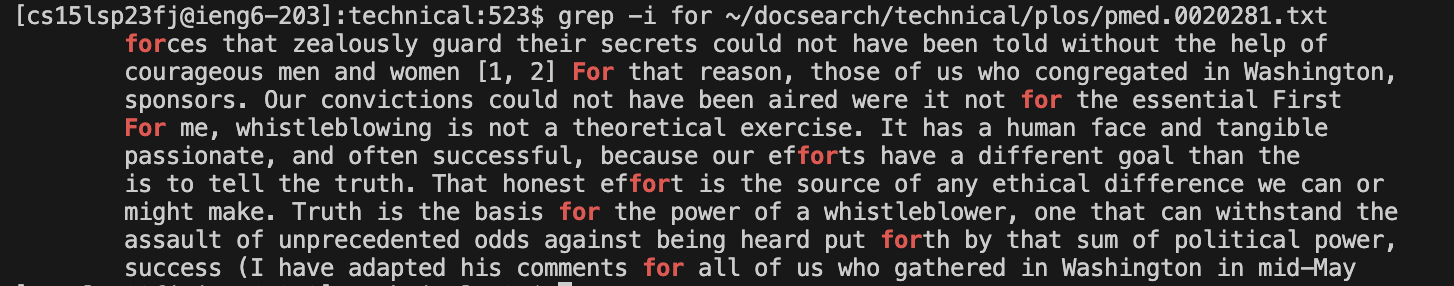 [cs15lsp23fj@ieng6-203]:technical:523$ grep -i for ~/docsearch/technical/plos/pmed.0020281.txt
forces that zealously guard their secrets could not have been told without the help of
courageous men and women [1, 2] For that reason, those of us who congregated in Washington,
sponsors. Our convictions could not have been aired were it not for the essential First
For me, whistleblowing is not a theoretical exercise. It has a human face and tangible
passionate, and often successful, because our efforts have a different goal than the
is to tell the truth. That honest effort is the source of any ethical difference we can or
might make. Truth is the basis for the power of a whistleblower, one that can withstand the
assault of unprecedented odds against being heard put forth by that sum of political power,
success (I have adapted his comments for all of us who gathered in Washington in mid-May